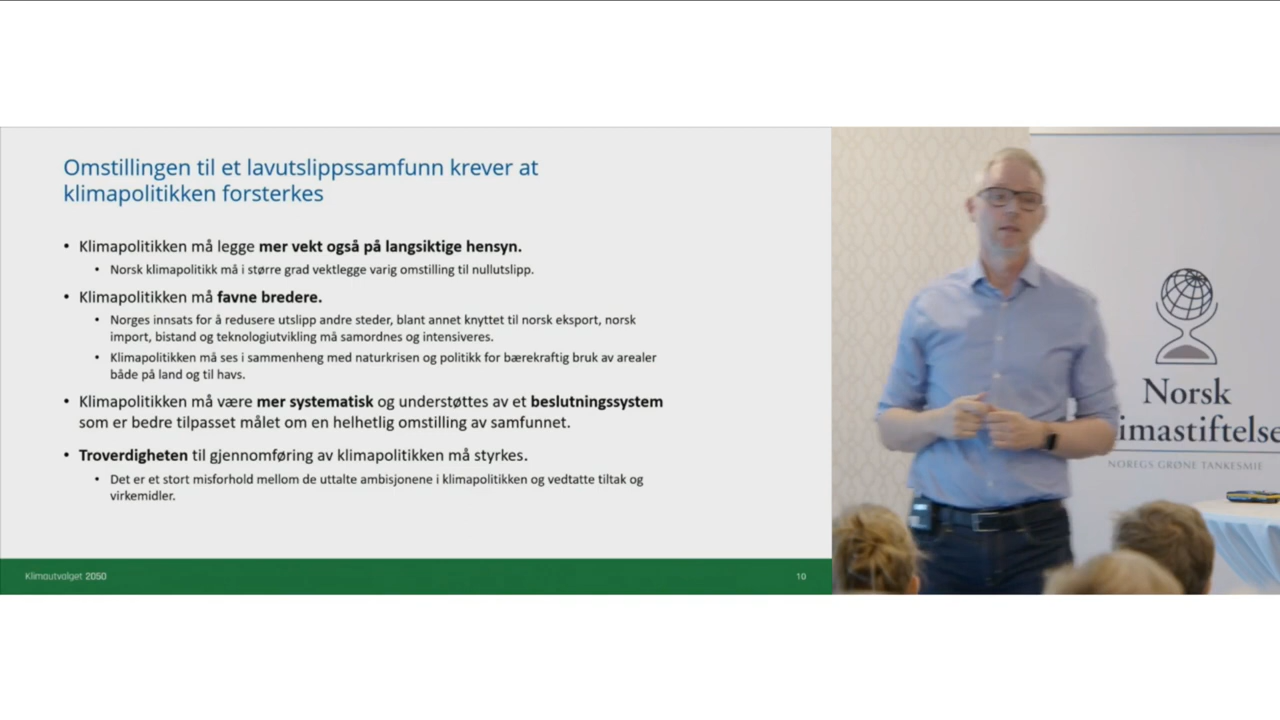 Omstillingen til et lavutslippssamfunn krever at
klimapolitikken forsterkes
• Klimapolitikken må legge mer vekt også på langsiktige hensyn.
• Norsk klimapolitikk må i større grad vektlegge varig omstilling til nullutslipp.
• Klimapolitikken må favne bredere.
• Norges innsats for å redusere utslipp andre steder, blant annet knyttet til norsk eksport, norsk
import, bistand og teknologiutvikling må samordnes og intensiveres.
• Klimapolitikken må ses i sammenheng med naturkrisen og politikk for bærekraftig bruk av arealer
både på land og til havs.
• Klimapolitikken må være mer systematisk og understøttes av et beslutningssystem
som er bedre tilpasset målet om en helhetlig omstilling av samfunnet.
• Troverdigheten til gjennomføring av klimapolitikken må styrkes.
• Det er et stort misforhold mellom de uttalte ambisjonene i klimapolitikken og vedtatte tiltak og
virkemidler.
Klimautvalget 2050
10
Norsk
imastiftelse
NOREGS GRØNE TANKESMIE